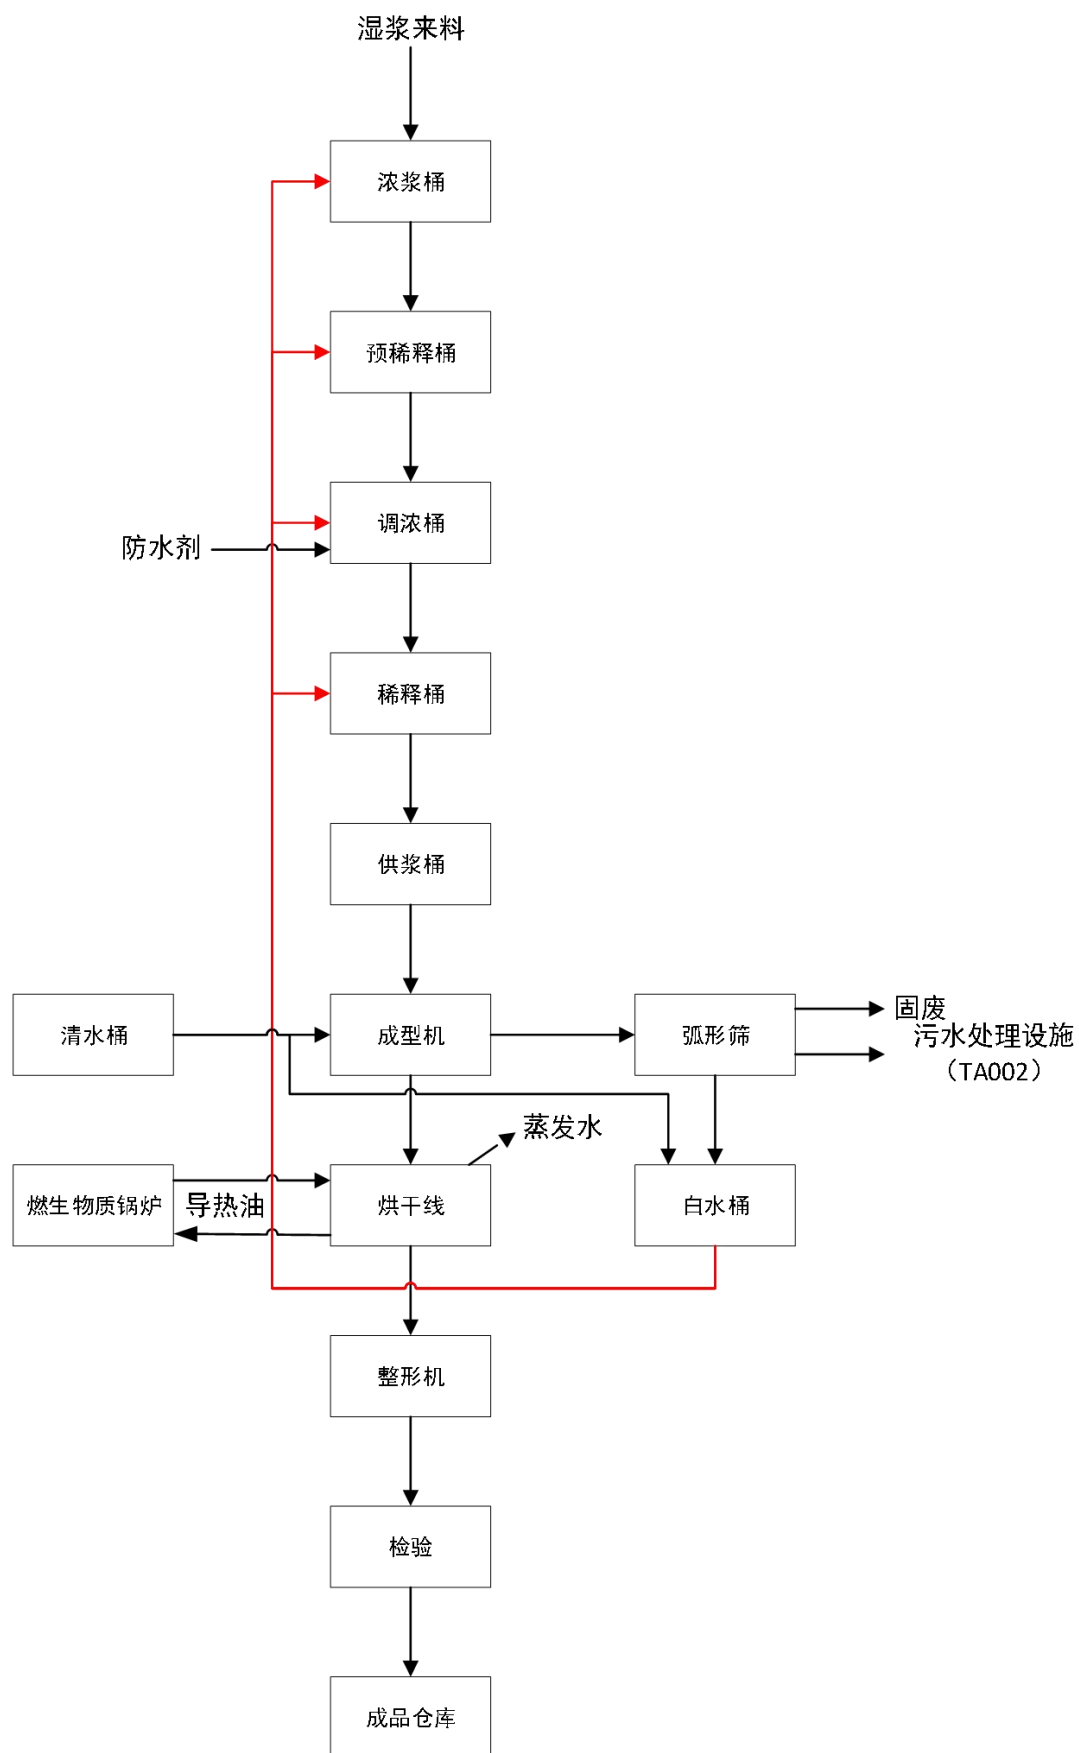 湿浆来料
浓浆桶
预稀释桶
调浓桶
防水剂
稀释桶
供浆桶
清水桶
成型机
弧形筛
固废
污水处理设施
（TA002）
蒸发水
燃生物质锅炉
导热油
烘干线
白水桶
整形机
检验
成品仓库